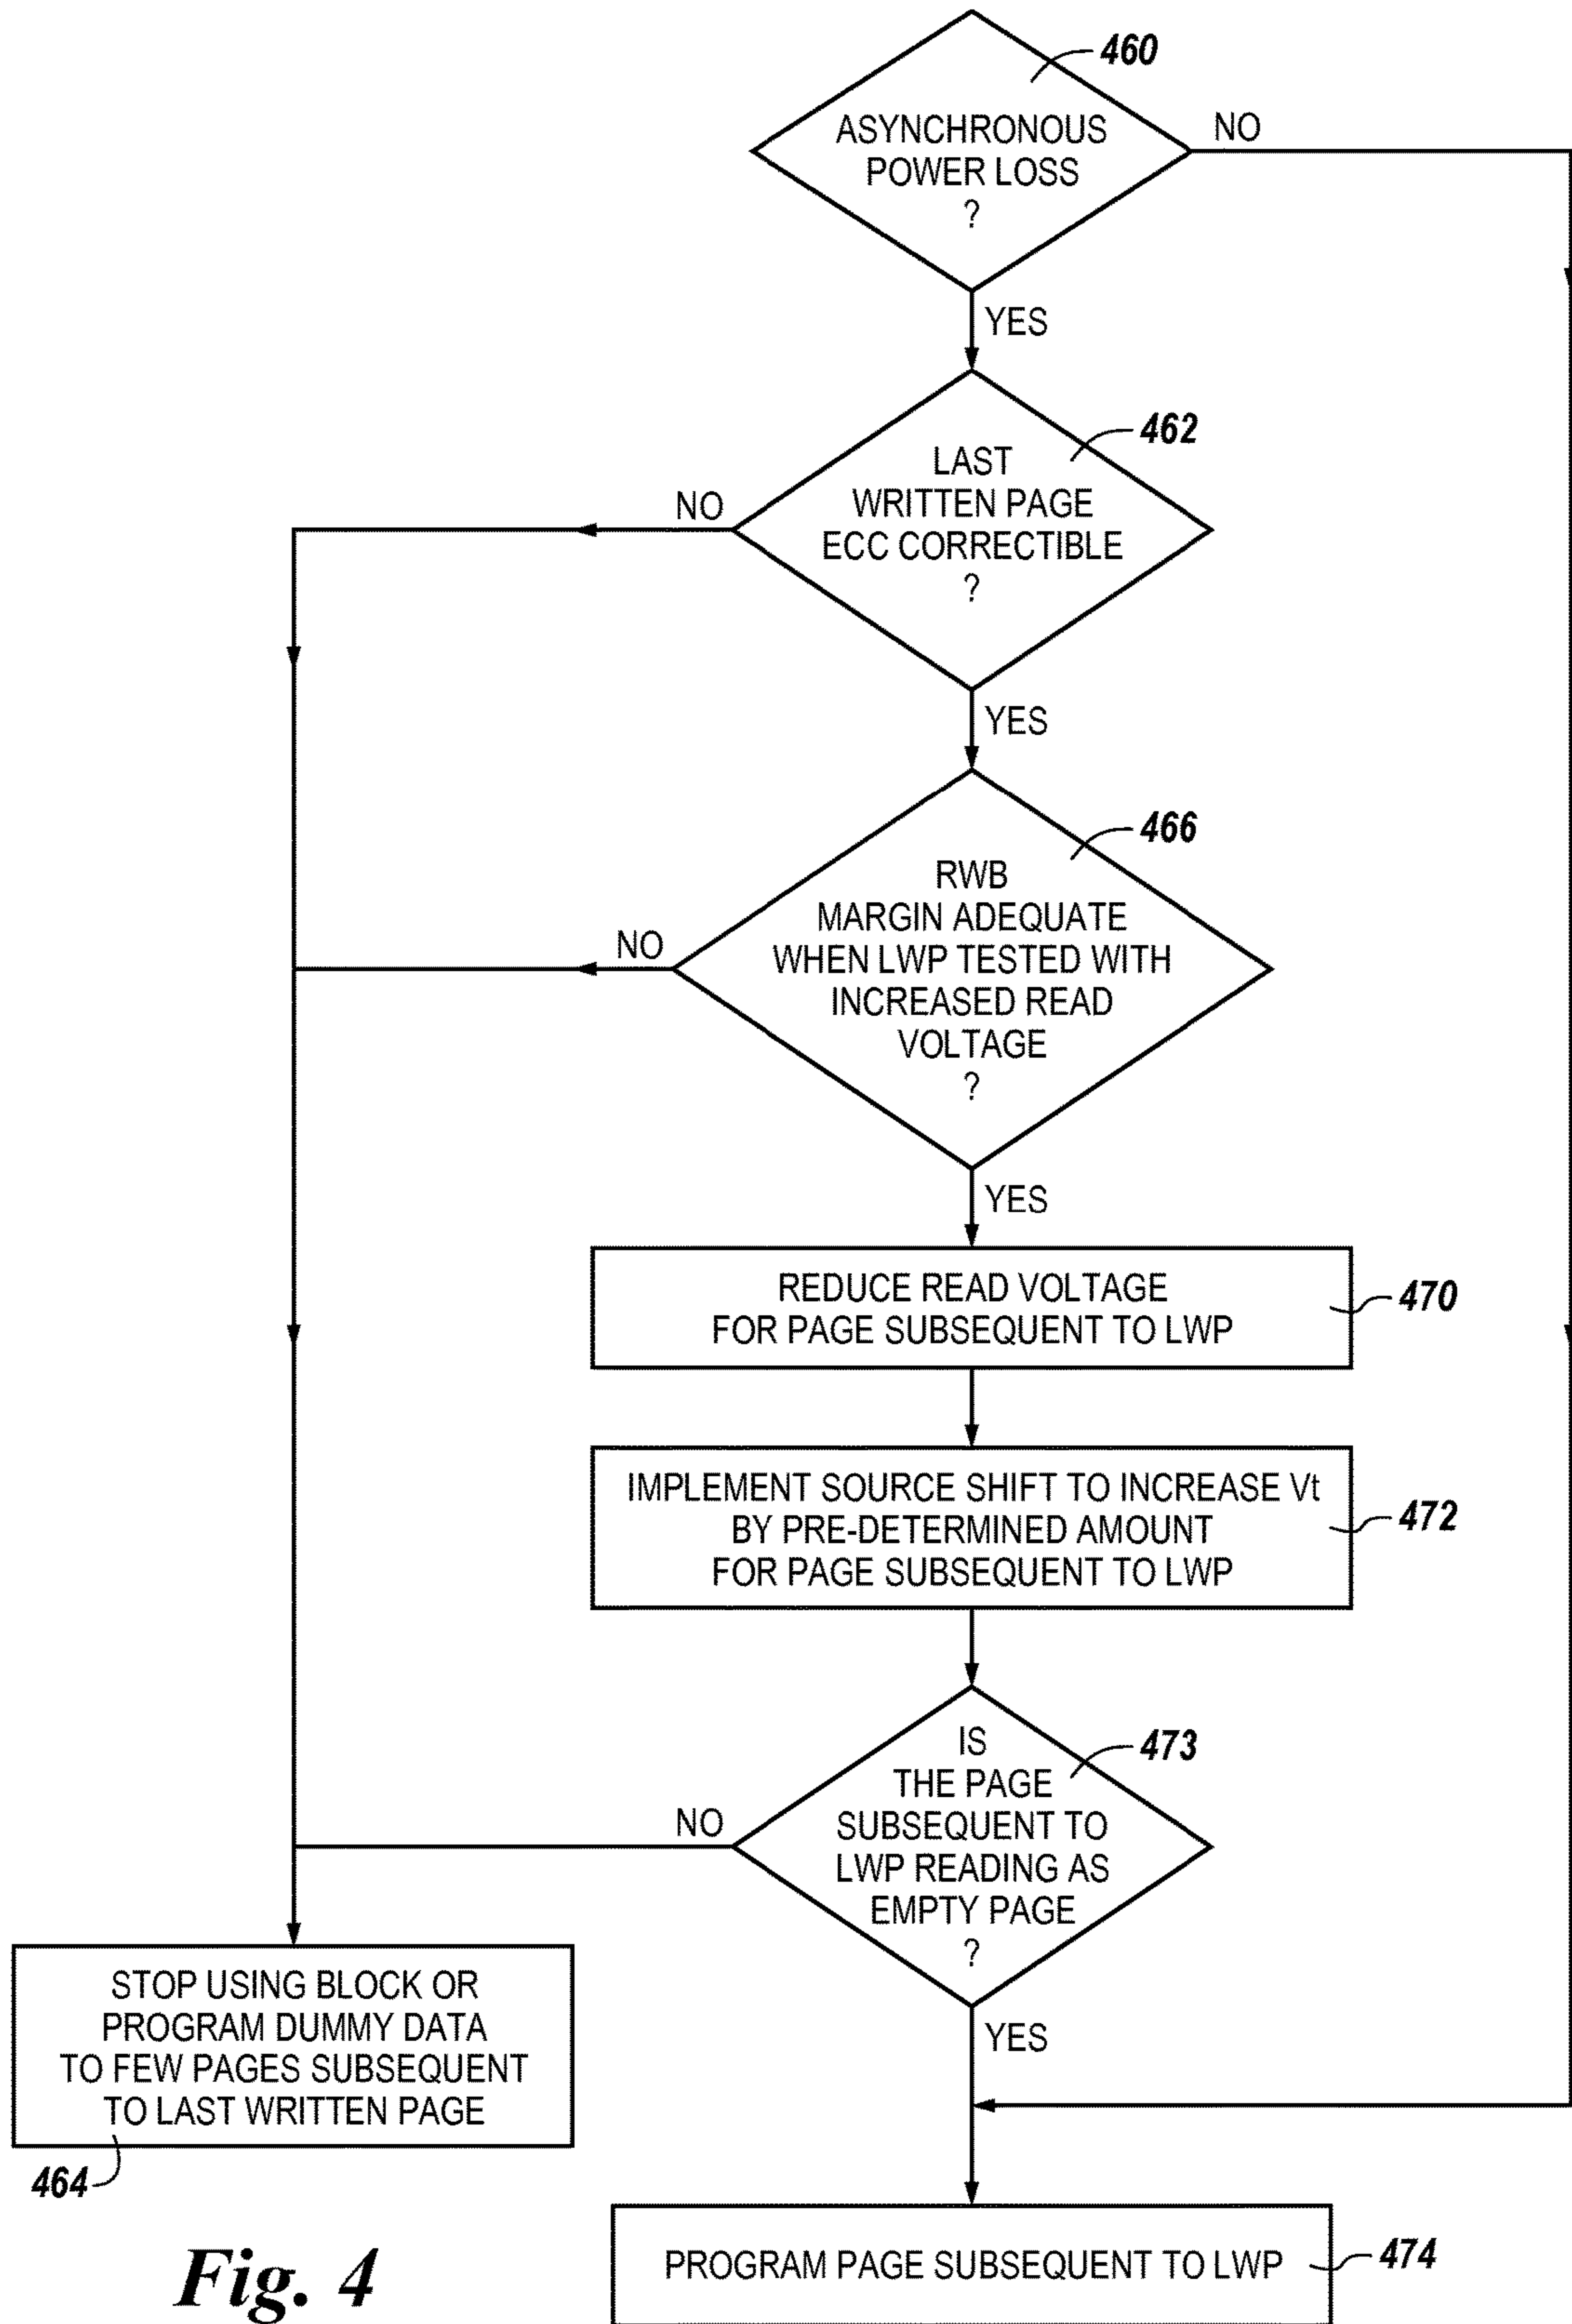 460
ASYNCHRONOUS
POWER LOSS
?
NO
YES
462
LAST
WRITTEN PAGE
ECC CORRECTIBLE
?
NO
YES
466
RWB
MARGIN ADEQUATE
WHEN LWP TESTED WITH
INCREASED READ
VOLTAGE
?
NO
YES
REDUCE READ VOLTAGE
FOR PAGE SUBSEQUENT TO LWP
470
IMPLEMENT SOURCE SHIFT TO INCREASE Vt
BY PRE-DETERMINED AMOUNT
FOR PAGE SUBSEQUENT TO LWP
472
IS
THE PAGE
SUBSEQUENT TO
LWP READING AS
EMPTY PAGE
?
473
NO
YES
STOP USING BLOCK OR
PROGRAM DUMMY DATA
TO FEW PAGES SUBSEQUENT
TO LAST WRITTEN PAGE
464
PROGRAM PAGE SUBSEQUENT TO LWP
474
Fig. 4